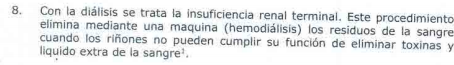 8. Con la diálisis se trata la insuficiencia renal terminal. Este procedimiento
elimina mediante una maquina (hemodiálisis) los residuos de la sangre
cuando los riñones no pueden cumplir su función de eliminar toxinas y
liquido extra de la sangre¹.